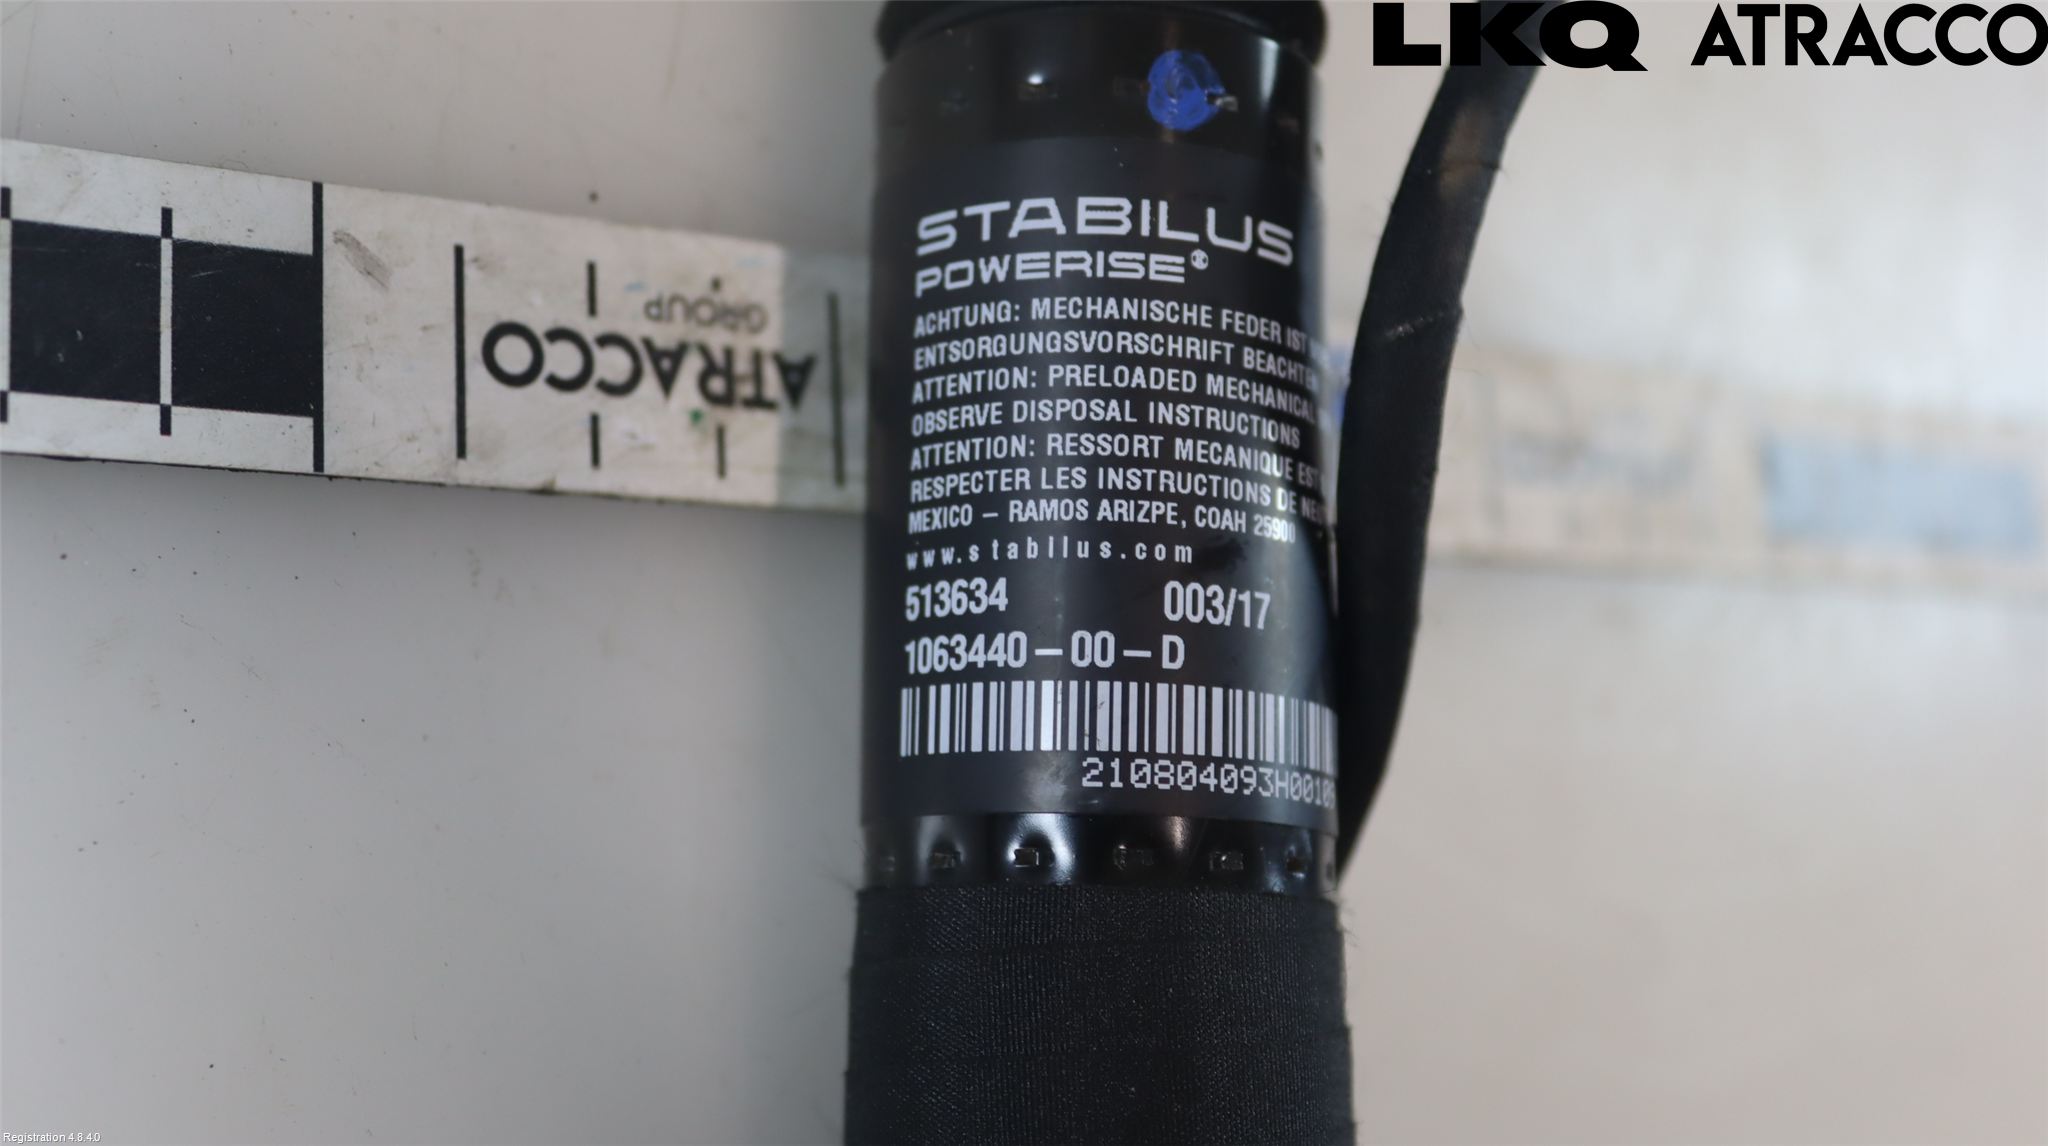 LKQ ATRACCO
STABILUS
POWERISE®
ACHTUNG: MECHANISCHE FEDER IST
ENTSORGUNGSVORSCHRIFT BEACHTEN
ATTENTION: PRELOADED MECHANICAL
OBSERVE DISPOSAL INSTRUCTIONS
ATTENTION: RESSORT MECANIQUE EST
RESPECTER LES INSTRUCTIONS DE
MEXICO – RAMOS ARIZPE, COAH 25900
www.stabilus.com
513634 003/17
1063440–00–D
210804093H0010
ATRACCO
GROUP
Registration 4.8.4.0